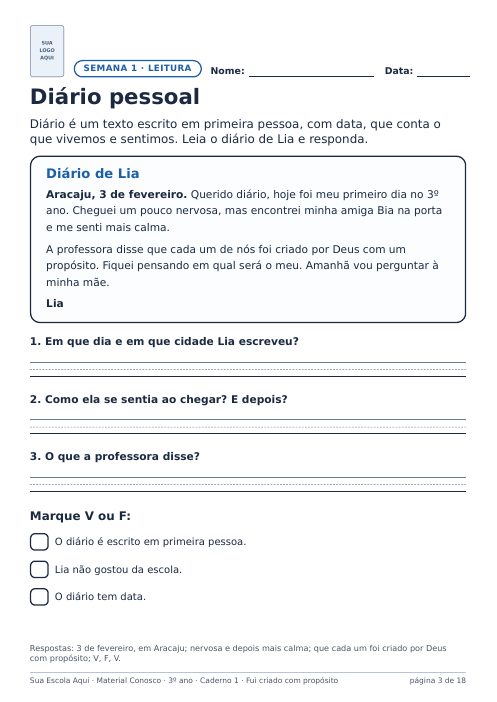 SUA
LOGO
AQUI
SEMANA 1 · LEITURA
Nome:
Data:
Diário pessoal
Diário é um texto escrito em primeira pessoa, com data, que conta o
que vivemos e sentimos. Leia o diário de Lia e responda.
Diário de Lia
Aracaju, 3 de fevereiro. Querido diário, hoje foi meu primeiro dia no 3º
ano. Cheguei um pouco nervosa, mas encontrei minha amiga Bia na porta
e me senti mais calma.
A professora disse que cada um de nós foi criado por Deus com um
propósito. Fiquei pensando em qual será o meu. Amanhã vou perguntar à
minha mãe.
Lia
1. Em que dia e em que cidade Lia escreveu?
2. Como ela se sentia ao chegar? E depois?
3. O que a professora disse?
Marque V ou F:
O diário é escrito em primeira pessoa.
Lia não gostou da escola.
O diário tem data.
Respostas: 3 de fevereiro, em Aracaju; nervosa e depois mais calma; que cada um foi criado por Deus
com propósito; V, F, V.
Sua Escola Aqui · Material Conosco · 3º ano · Caderno 1 · Fui criado com propósito
página 3 de 18